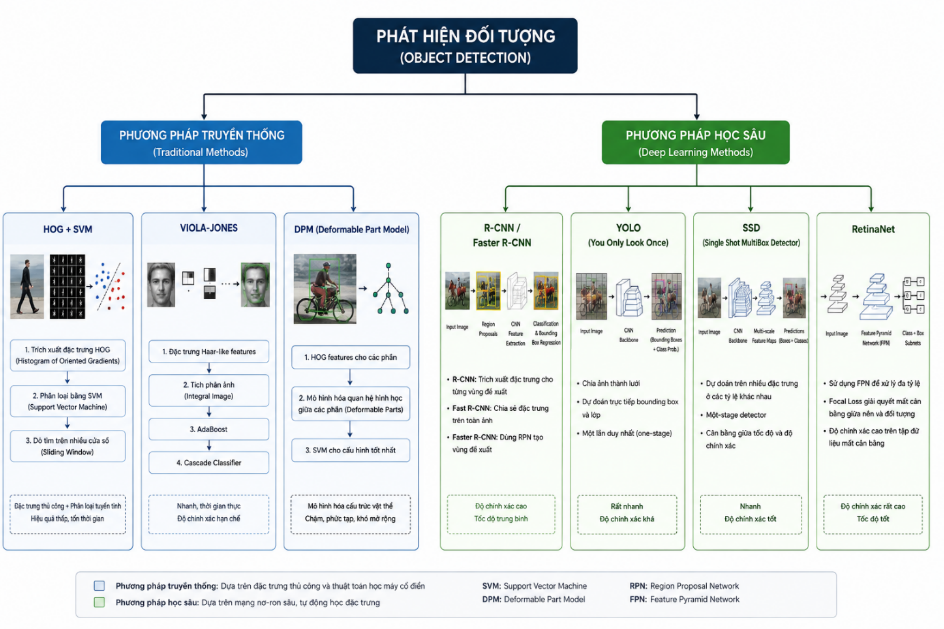 PHÁT HIỆN ĐỐI TƯỢNG
(OBJECT DETECTION)
PHƯƠNG PHÁP TRUYỀN THỐNG
(Traditional Methods)
PHƯƠNG PHÁP HỌC SÂU
(Deep Learning Methods)
HOG + SVM
1. Trích xuất đặc trưng HOG
(Histogram of Oriented Gradients)
2. Phân loại bằng SVM
(Support Vector Machine)
3. Dò tìm trên nhiều cửa sổ
(Sliding Window)
Đặc trưng thủ công + Phân loại tuyến tính
Hiệu quả thấp, tốn thời gian
VIOLA-JONES
1. Đặc trưng Haar-like features
2. Tích phân ảnh
(Integral Image)
3. AdaBoost
4. Cascade Classifier
Nhanh, thời gian thực
Độ chính xác hạn chế
DPM (Deformable Part Model)
1. HOG features cho các phần
2. Mô hình hóa quan hệ hình học
giữa các phần (Deformable Parts)
3. SVM cho cấu hình tốt nhất
Mô hình hóa cấu trúc vật thể
Chậm, phức tạp, khó mở rộng
R-CNN /
Faster R-CNN
Input Image
Region
Proposals
CNN
Feature
Extraction
Classification
& Bounding
Box Regression
• R-CNN: Trích xuất đặc trưng cho
từng vùng đề xuất
• Fast R-CNN: Chia sẻ đặc trưng
trên toàn ảnh
• Faster R-CNN: Dùng RPN tạo
vùng đề xuất
Độ chính xác cao
Tốc độ trung bình
YOLO
(You Only Look Once)
Input Image
CNN
Backbone
Prediction
(Bounding Boxes
+ Class Prob.)
• Chia ảnh thành lưới
• Dự đoán trực tiếp bounding box
và lớp
• Một lần duy nhất (one-stage)
Rất nhanh
Độ chính xác khá
SSD
(Single Shot MultiBox Detector)
Input Image
CNN
Backbone
Multi-scale
Feature Maps
Predictions
(Boxes + Classes)
• Dự đoán trên nhiều đặc trưng
ở các tỷ lệ khác nhau
• Một-stage detector
• Cân bằng giữa tốc độ và độ
chính xác
Nhanh
Độ chính xác tốt
RetinaNet
Input Image
Feature Pyramid
Network (FPN)
Class + Box
Subnets
• Sử dụng FPN để xử lý đa tỷ lệ
• Focal Loss giải quyết mất cân
bằng giữa nền và đối tượng
• Độ chính xác cao trên tập dữ
liệu mất cân bằng
Độ chính xác rất cao
Tốc độ tốt
Phương pháp truyền thống: Dựa trên đặc trưng thủ công và thuật toán học máy cổ điển
Phương pháp học sâu: Dựa trên mạng nơ-ron sâu, tự động học đặc trưng
SVM: Support Vector Machine
DPM: Deformable Part Model
RPN: Region Proposal Network
FPN: Feature Pyramid Network